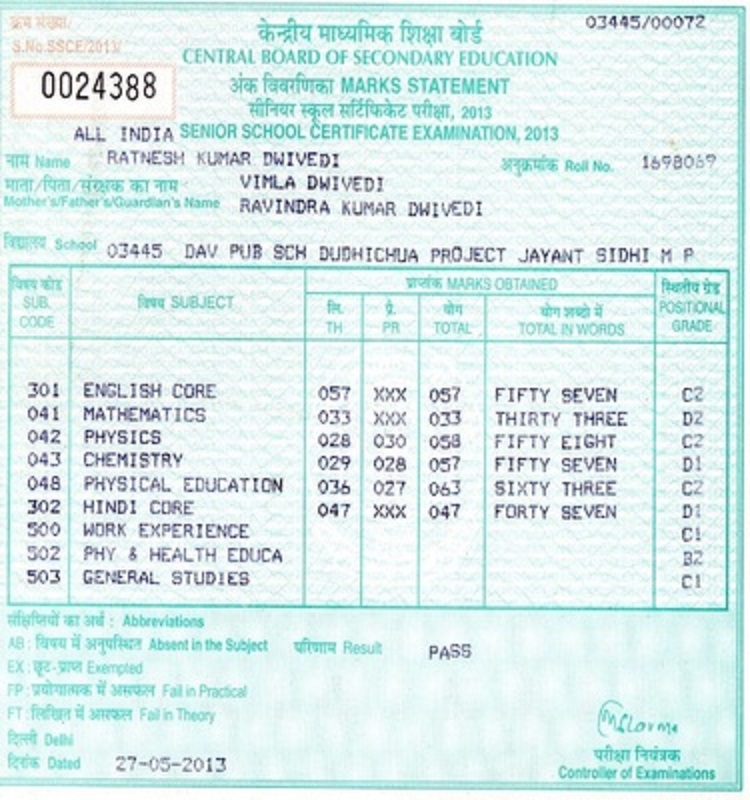 क्रम संख्या/
S.No.SSCE/2013/
0024388
03445/00072
केन्द्रीय माध्यमिक शिक्षा बोर्ड
CENTRAL BOARD OF SECONDARY EDUCATION
अंक विवरणिका MARKS STATEMENT
सीनियर स्कूल सर्टिफिकेट परीक्षा, 2013
ALL INDIA SENIOR SCHOOL CERTIFICATE EXAMINATION, 2013
नाम Name RATNESH KUMAR DWIVEDI अनुक्रमांक Roll No. 1698069
माता/पिता/संरक्षक का नाम VIMLA DWIVEDI
Mother's/Father's/Guardian's Name RAVINDRA KUMAR DWIVEDI
विद्यालय School 03445 DAV PUB SCH DUDHICHUA PROJECT JAYANT SIDHI M P
विषय कोड SUB. CODE विषय SUBJECT प्राप्तांक MARKS OBTAINED स्थितीय ग्रेड POSITIONAL GRADE
लि. TH प्रै. PR योग TOTAL योग शब्दो में TOTAL IN WORDS
301 ENGLISH CORE 057 XXX 057 FIFTY SEVEN C2
041 MATHEMATICS 033 XXX 033 THIRTY THREE D2
042 PHYSICS 028 030 058 FIFTY EIGHT C2
043 CHEMISTRY 029 028 057 FIFTY SEVEN D1
048 PHYSICAL EDUCATION 036 027 063 SIXTY THREE C2
302 HINDI CORE 047 XXX 047 FORTY SEVEN D1
500 WORK EXPERIENCE C1
502 PHY & HEALTH EDUCA B2
503 GENERAL STUDIES C1
संक्षिप्तियों का अर्थ : Abbreviations
AB : विषय में अनुपस्थित Absent in the Subject परिणाम Result PASS
EX : छूट-प्राप्त Exempted
FP : प्रयोगात्मक में असफल Fail in Practical
FT : लिखित में असफल Fail in Theory
दिल्ली Delhi
दिनांक Dated 27-05-2013
परीक्षा नियंत्रक
Controller of Examinations